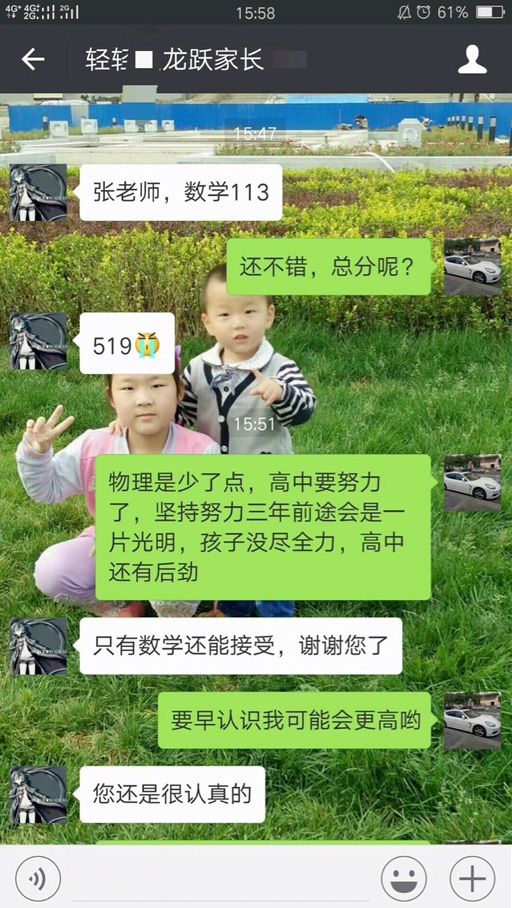 4G 4G 2G 2G 15:58 61%
轻轻 龙跃家长
15:47
张老师，数学113
还不错，总分呢？
519😭
15:51
物理是少了点，高中要努力
了，坚持努力三年前途会是一
片光明，孩子没尽全力，高中
还有后劲
只有数学还能接受，谢谢您了
要早认识我可能会更高哟
您还是很认真的